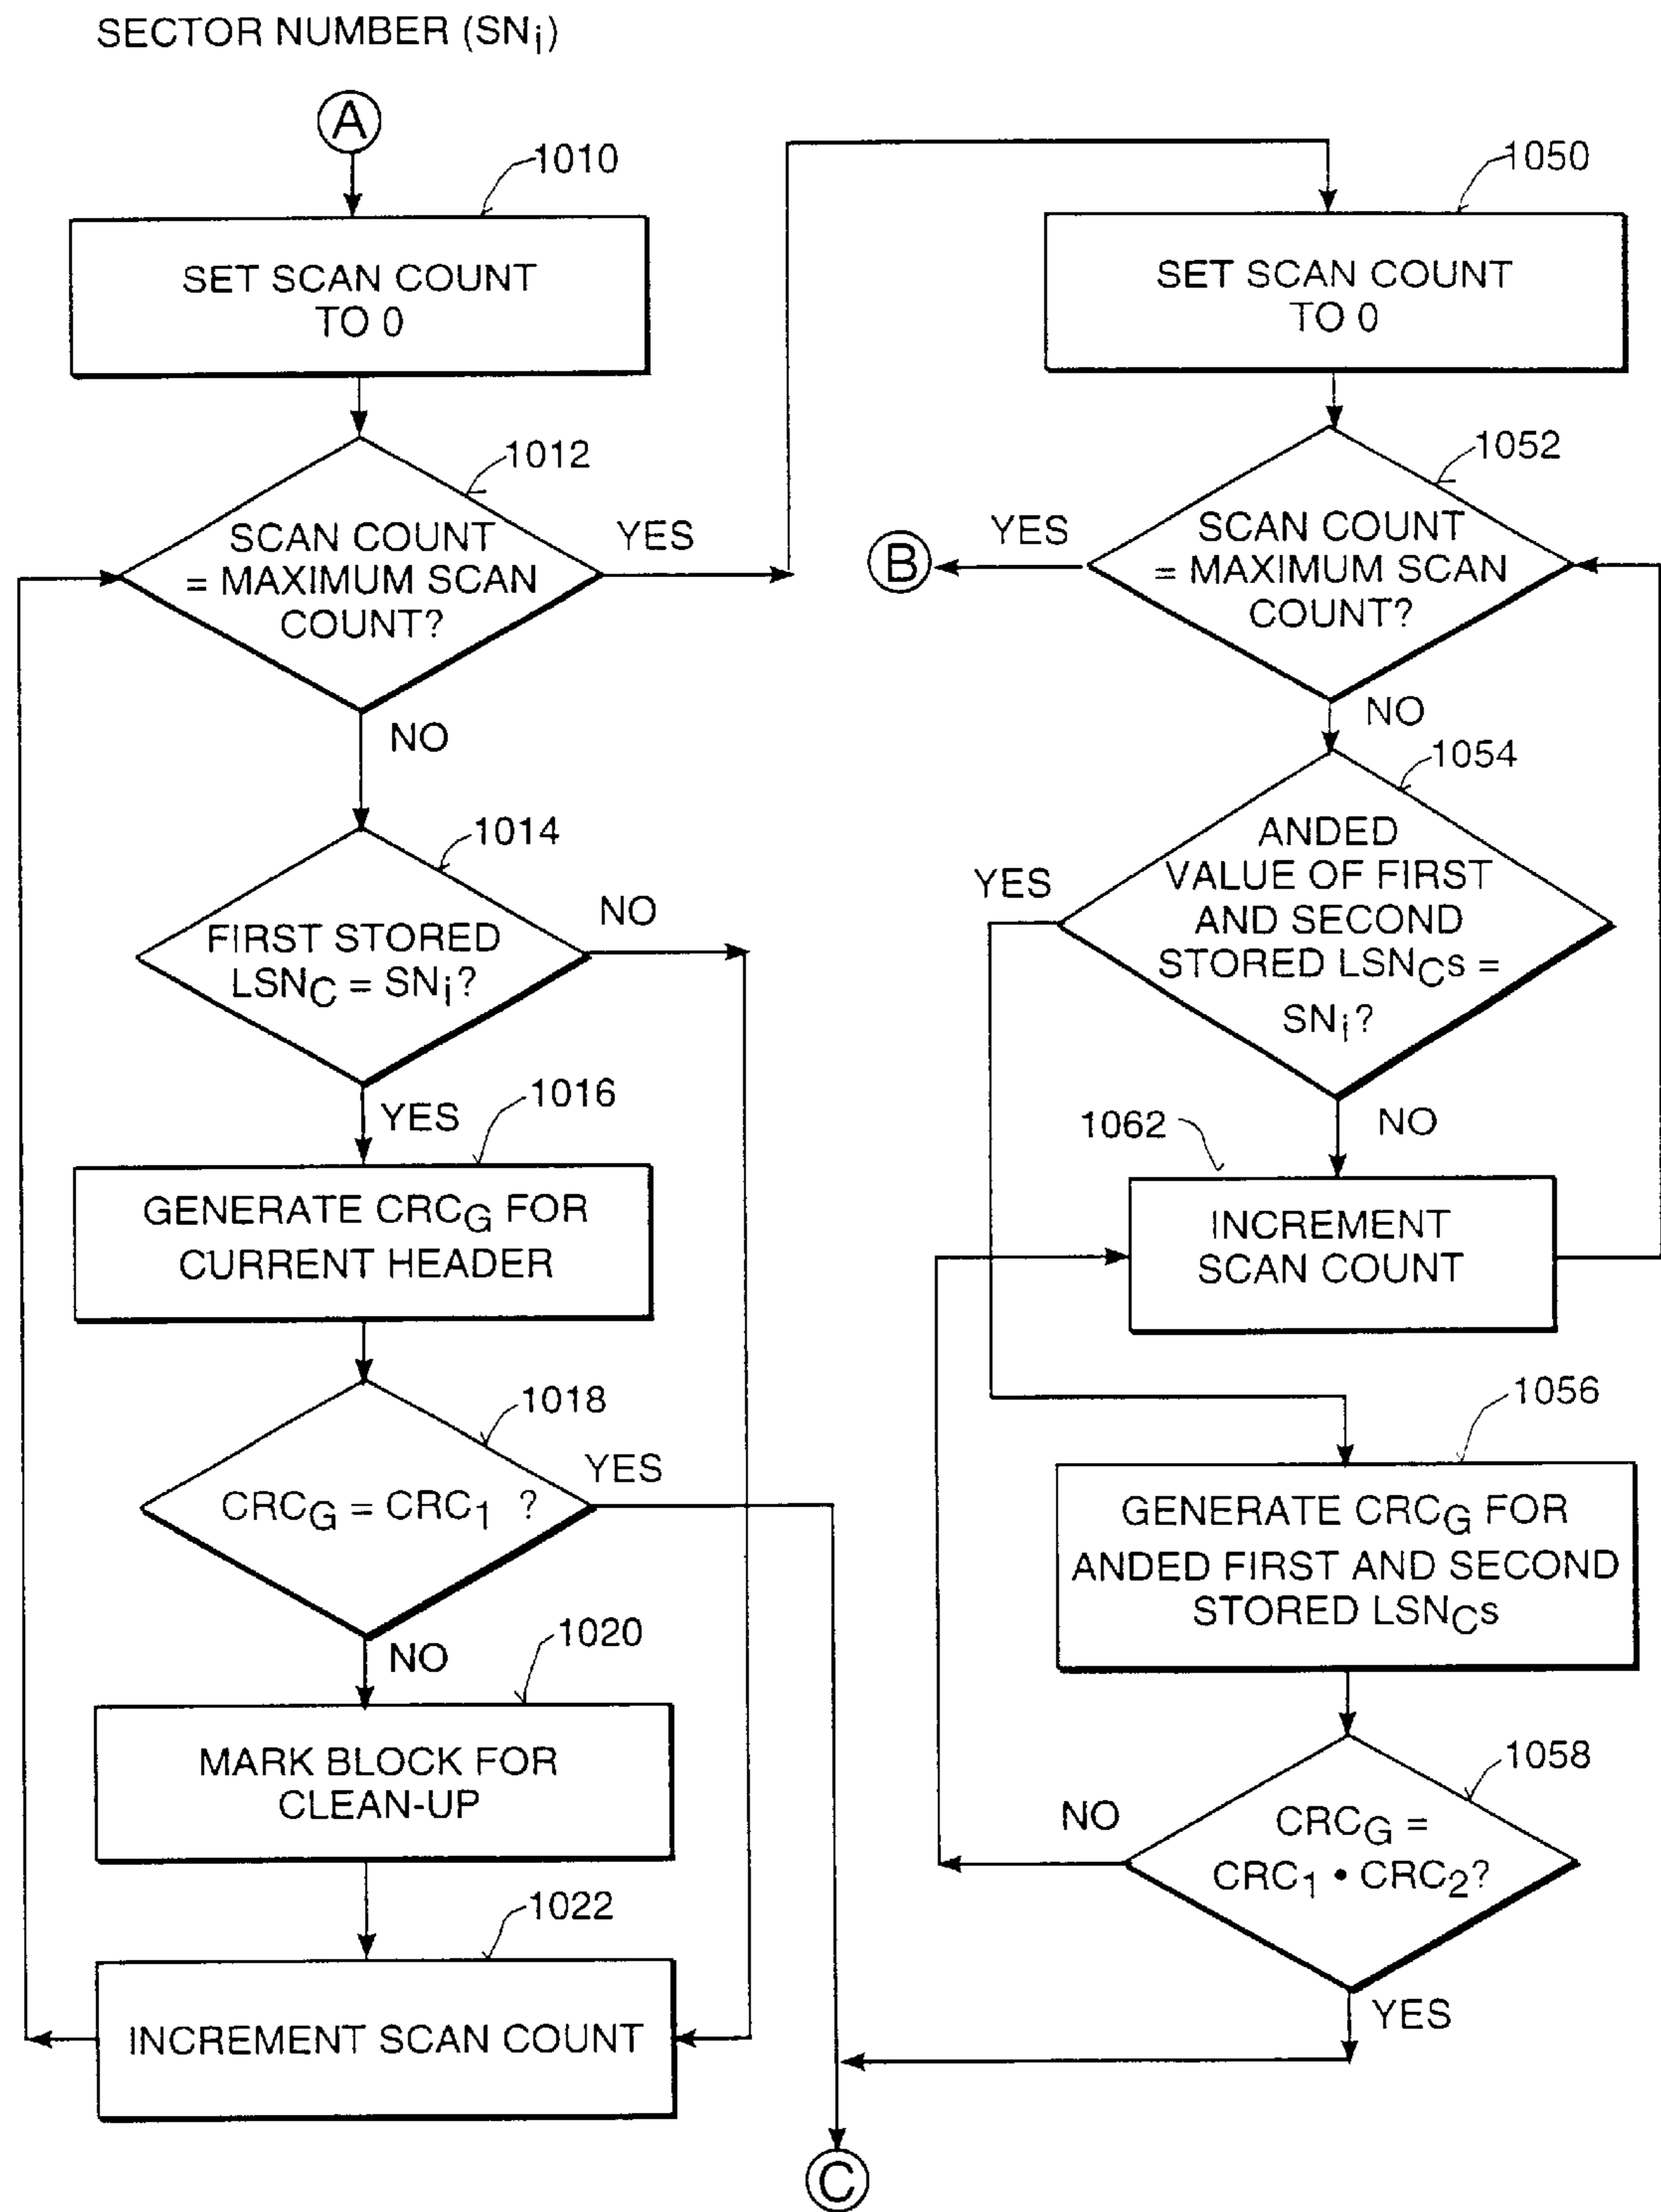 SECTOR NUMBER (SNi)
A
1010
SET SCAN COUNT
TO 0
1012
SCAN COUNT
= MAXIMUM SCAN
COUNT?
YES
NO
1014
FIRST STORED
LSNC = SNi?
NO
YES
1016
GENERATE CRCG FOR
CURRENT HEADER
1018
CRCG = CRC1 ?
YES
NO
1020
MARK BLOCK FOR
CLEAN-UP
1022
INCREMENT SCAN COUNT
1050
SET SCAN COUNT
TO 0
1052
SCAN COUNT
= MAXIMUM SCAN
COUNT?
YES
B
NO
1054
ANDED
VALUE OF FIRST
AND SECOND
STORED LSNCs =
SNi?
YES
NO
1062
INCREMENT
SCAN COUNT
1056
GENERATE CRCG FOR
ANDED FIRST AND SECOND
STORED LSNCs
1058
CRCG =
CRC1 • CRC2?
NO
YES
C